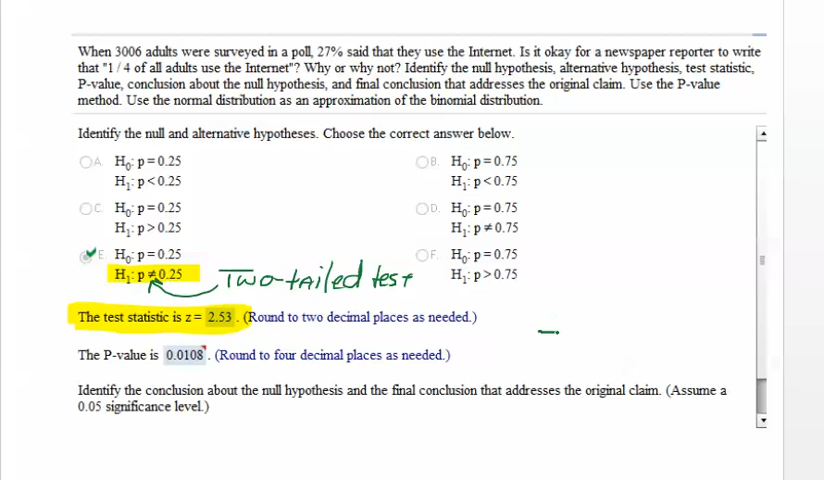 When 3006 adults were surveyed in a poll, 27% said that they use the Internet. Is it okay for a newspaper reporter to write
that "1 / 4 of all adults use the Internet"? Why or why not? Identify the null hypothesis, alternative hypothesis, test statistic,
P-value, conclusion about the null hypothesis, and final conclusion that addresses the original claim. Use the P-value
method. Use the normal distribution as an approximation of the binomial distribution.
Identify the null and alternative hypotheses. Choose the correct answer below.
A. H0: p = 0.25
H1: p < 0.25
B. H0: p = 0.75
H1: p < 0.75
C. H0: p = 0.25
H1: p > 0.25
D. H0: p = 0.75
H1: p ≠ 0.75
E. H0: p = 0.25
H1: p ≠ 0.25
Two-tailed test
F. H0: p = 0.75
H1: p > 0.75
The test statistic is z = 2.53 . (Round to two decimal places as needed.)
The P-value is 0.0108 . (Round to four decimal places as needed.)
Identify the conclusion about the null hypothesis and the final conclusion that addresses the original claim. (Assume a
0.05 significance level.)